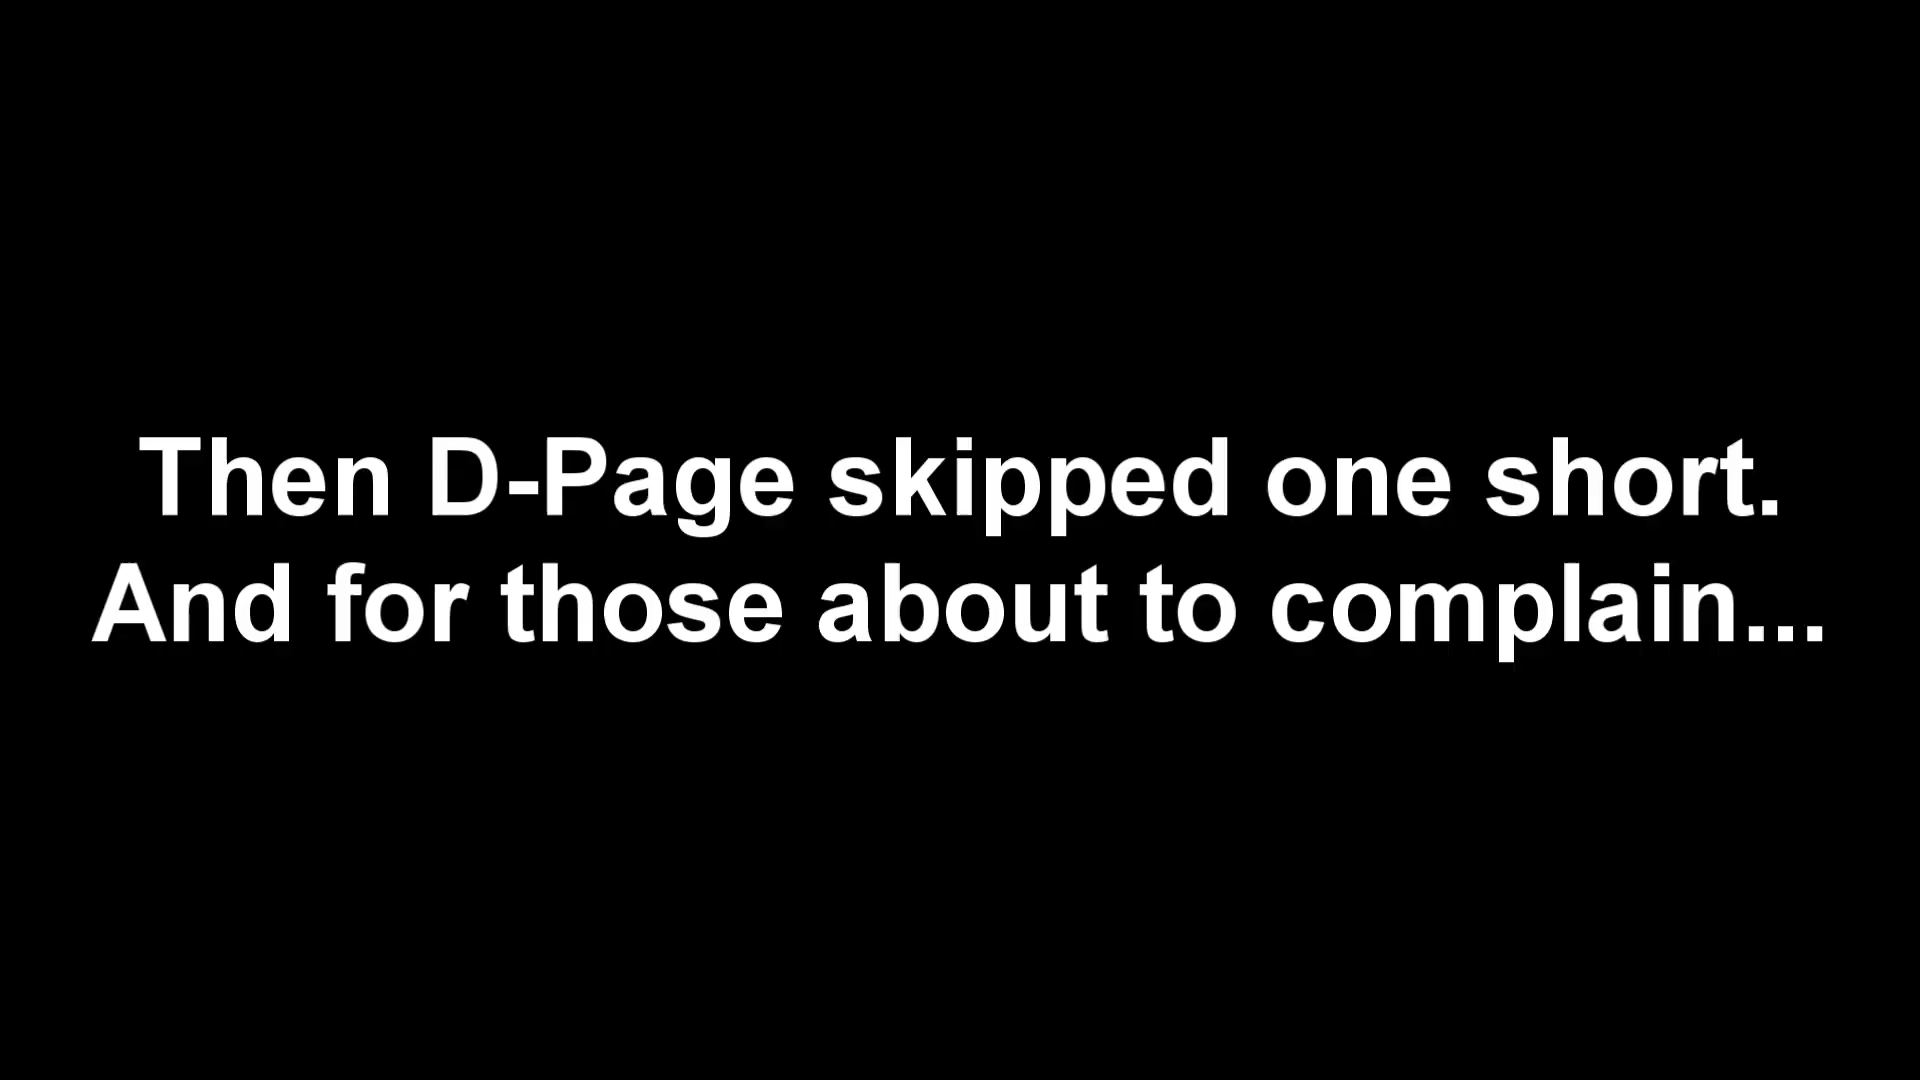 Then D-Page skipped one short.
And for those about to complain...